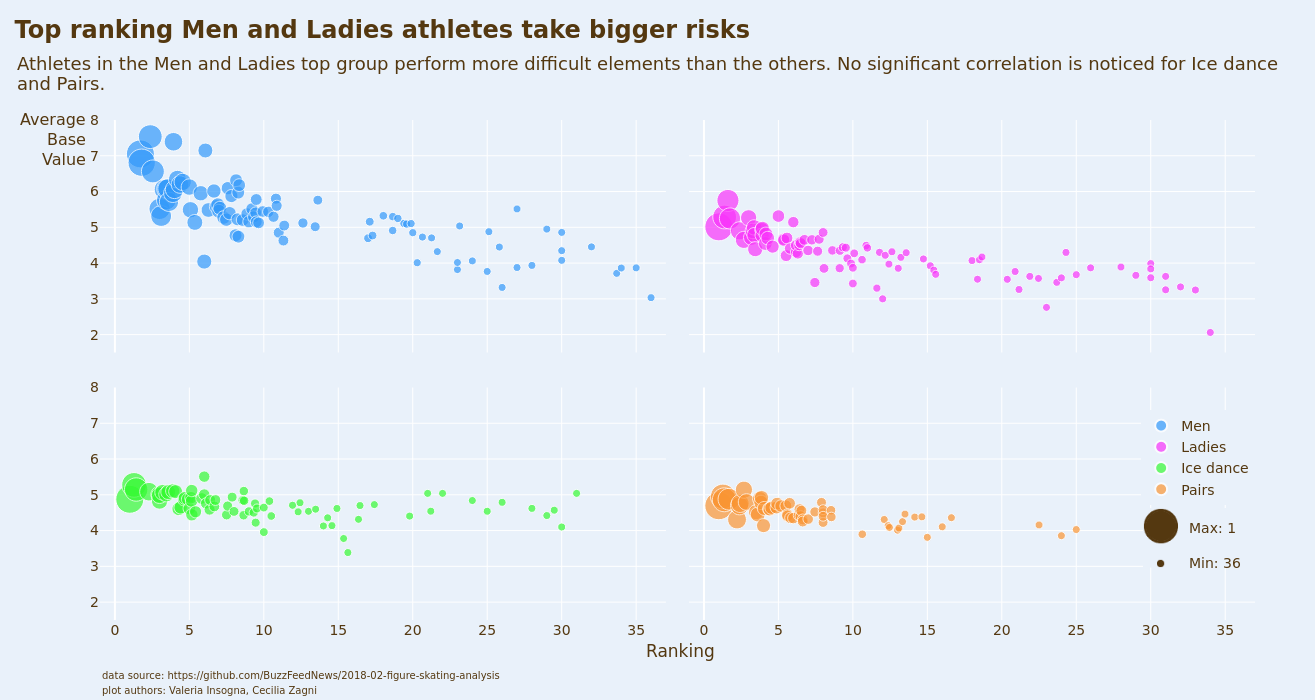 Top ranking Men and Ladies athletes take bigger risks
Athletes in the Men and Ladies top group perform more difficult elements than the others. No significant correlation is noticed for Ice dance
and Pairs.
Average
Base
Value
8
7
6
5
4
3
2
8
7
6
5
4
3
2
Men
Ladies
Ice dance
Pairs
Max: 1
Min: 36
0 5 10 15 20 25 30 35
0 5 10 15 20 25 30 35
Ranking
data source: https://github.com/BuzzFeedNews/2018-02-figure-skating-analysis
plot authors: Valeria Insogna, Cecilia Zagni